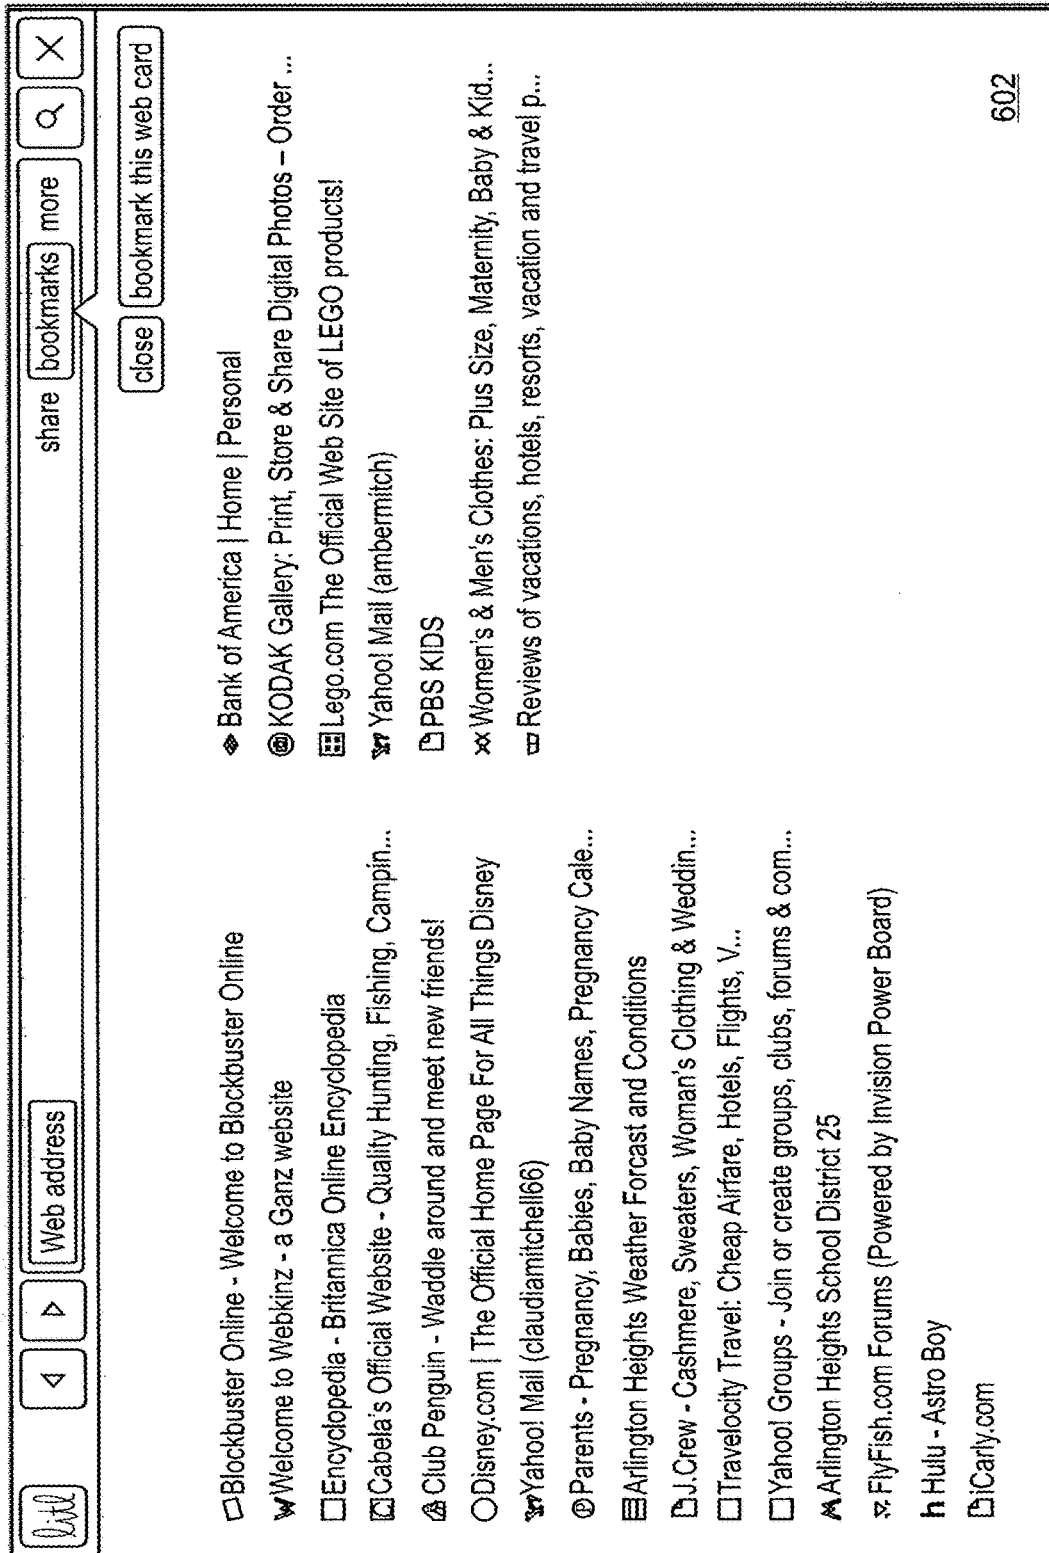 litl
Web address
share bookmarks more
close bookmark this web card
Blockbuster Online - Welcome to Blockbuster Online
Welcome to Webkinz - a Ganz website
Encyclopedia - Britannica Online Encyclopedia
Cabela's Official Website - Quality Hunting, Fishing, Campin...
Club Penguin - Waddle around and meet new friends!
Disney.com | The Official Home Page For All Things Disney
Yahoo! Mail (claudiamitchell66)
Parents - Pregnancy, Babies, Baby Names, Pregnancy Cale...
Arlington Heights Weather Forcast and Conditions
J.Crew - Cashmere, Sweaters, Woman's Clothing & Weddin...
Travelocity Travel: Cheap Airfare, Hotels, Flights, V...
Yahoo! Groups - Join or create groups, clubs, forums & com...
Arlington Heights School District 25
FlyFish.com Forums (Powered by Invision Power Board)
h Hulu - Astro Boy
iCarly.com
Bank of America | Home | Personal
KODAK Gallery: Print, Store & Share Digital Photos – Order ...
Lego.com The Official Web Site of LEGO products!
Yahoo! Mail (ambermitch)
PBS KIDS
Women's & Men's Clothes: Plus Size, Maternity, Baby & Kid...
Reviews of vacations, hotels, resorts, vacation and travel p...
602